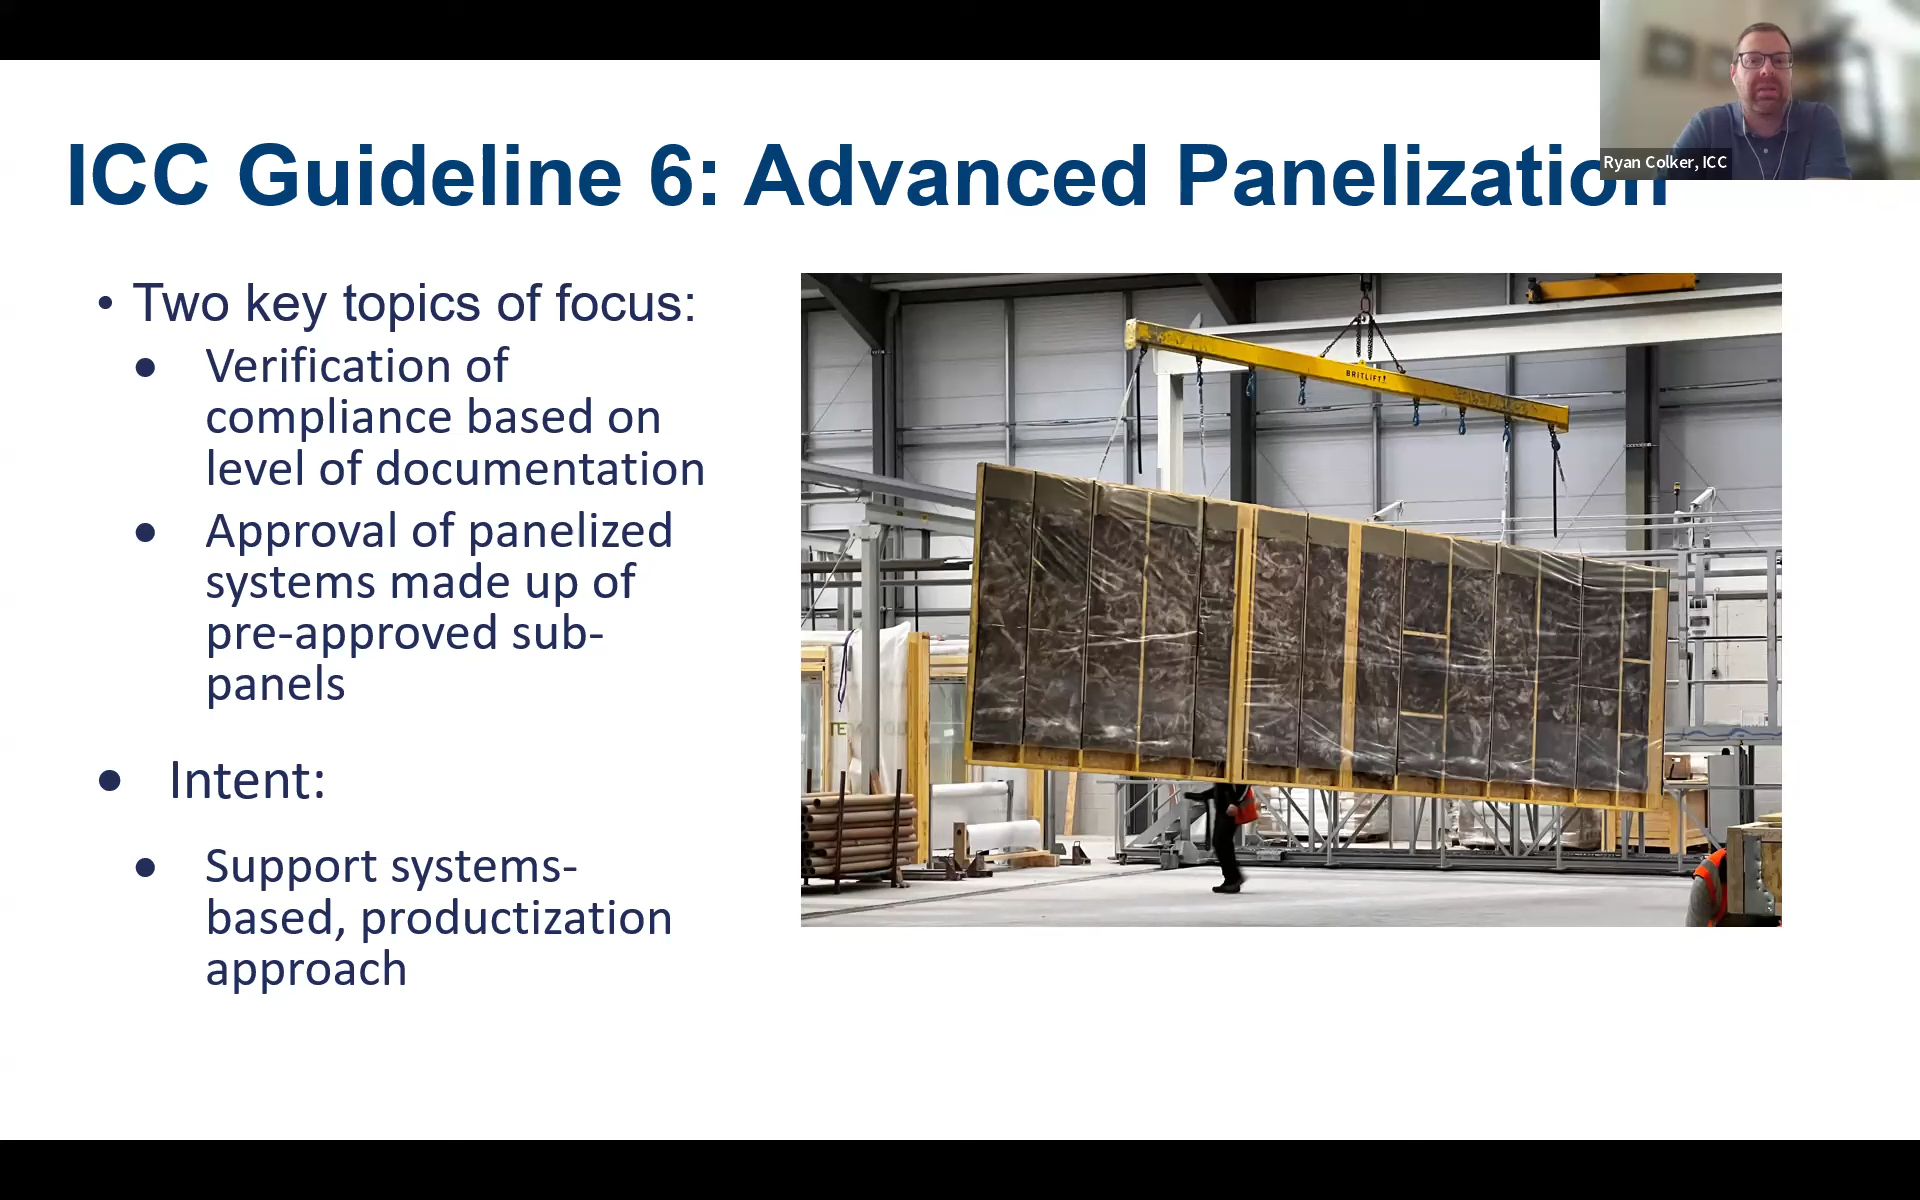 Ryan Colker, ICC
ICC Guideline 6: Advanced Panelization
• Two key topics of focus:
● Verification of
compliance based on
level of documentation
● Approval of panelized
systems made up of
pre-approved sub-
panels
● Intent:
● Support systems-
based, productization
approach
BRITLIFT